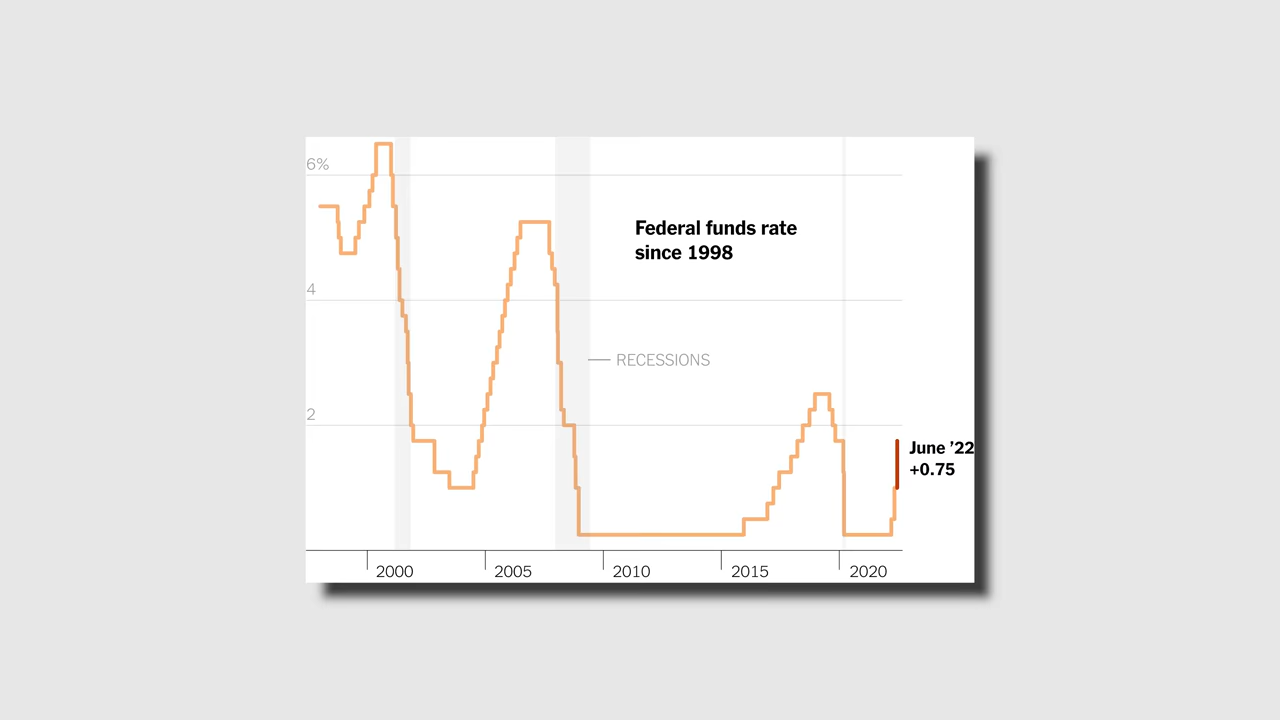 6%
Federal funds rate
since 1998
4
RECESSIONS
2
June ’22
+0.75
2000 2005 2010 2015 2020